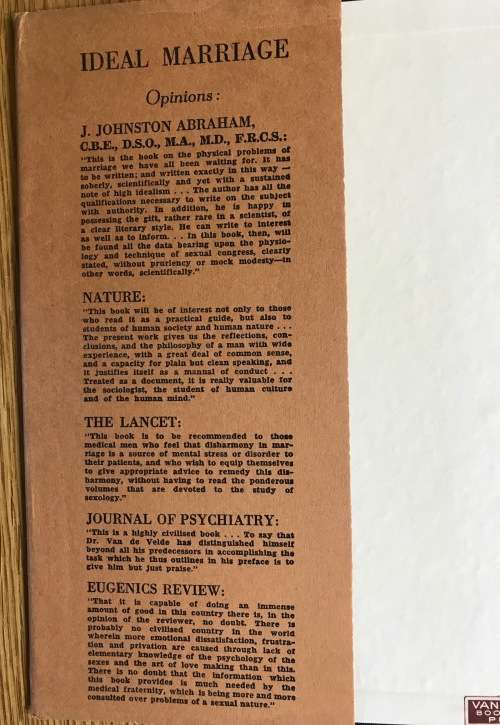 IDEAL MARRIAGE
Opinions:
J. JOHNSTON ABRAHAM,
C.B.E., D.S.O., M.A., M.D., F.R.C.S.:
"This is the book on the physical problems of
marriage we have all been waiting for. It has
to be written; and written exactly in this way —
soberly, scientifically and yet with a sustained
note of high idealism . . . The author has all the
qualifications necessary to write on the subject
with authority. In addition, he is happy in
possessing the gift, rather rare in a scientist, of
a clear literary style. He can write to interest
as well as to inform. . . In this book, then, will
be found all the data bearing upon the physio-
logy and technique of sexual congress, clearly
stated, without pruriency or mock modesty—in
other words, scientifically."
NATURE:
"This book will be of interest not only to those
who read it as a practical guide, but also to
students of human society and human nature . . .
The present work gives us the reflections, con-
clusions, and the philosophy of a man with wide
experience, with a great deal of common sense,
and a capacity for plain but clean speaking, and
it justifies itself as a manual of conduct . . .
Treated as a document, it is really valuable for
the sociologist, the student of human culture
and of the human mind."
THE LANCET:
"This book is to be recommended to those
medical men who feel that disharmony in mar-
riage is a source of mental stress or disorder to
their patients, and who wish to equip themselves
to give appropriate advice to remedy this dis-
harmony, without having to read the ponderous
volumes that are devoted to the study of
sexology."
JOURNAL OF PSYCHIATRY:
"This is a highly civilised book . . . To say that
Dr. Van de Velde has distinguished himself
beyond all his predecessors in accomplishing the
task which he thus outlines in his preface is to
give him but just praise."
EUGENICS REVIEW:
"That it is capable of doing an immense
amount of good in this country there is, in the
opinion of the reviewer, no doubt. There is
probably no civilised country in the world
wherein more emotional dissatisfaction, frustra-
tion and privation are caused through lack of
elementary knowledge of the psychology of the
sexes and the art of love making than in this.
There is no doubt that the information which
this book provides is much needed by the
medical fraternity, which is being more and more
consulted over problems of a sexual nature."
VAN
BOO
P